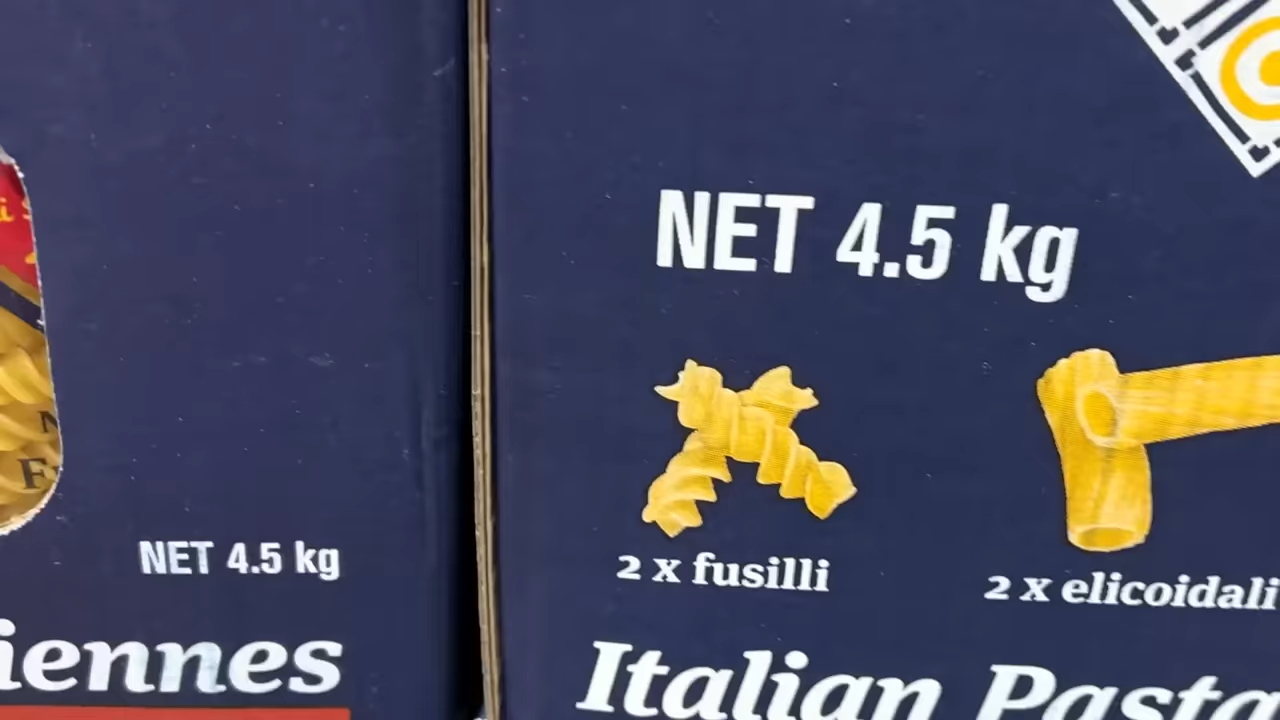 NET 4.5 kg
iennes
NET 4.5 kg
2 x fusilli
2 x elicoidali
Italian Pasta